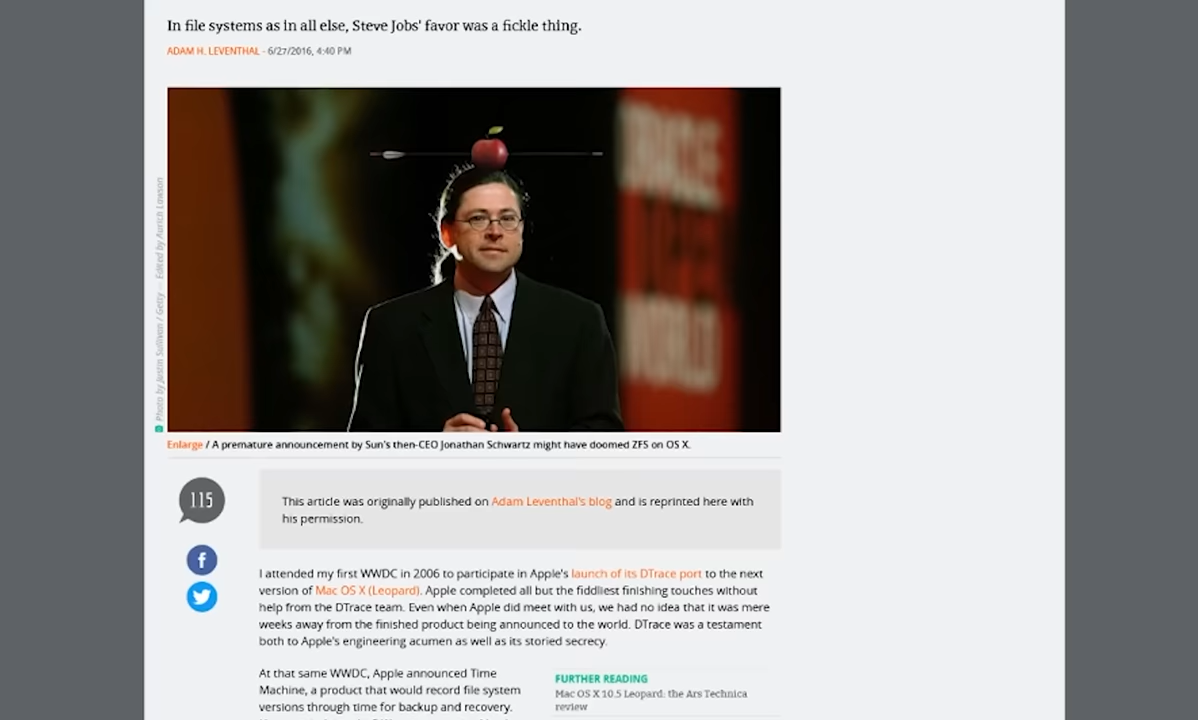 In file systems as in all else, Steve Jobs' favor was a fickle thing.
ADAM H. LEVENTHAL - 6/27/2016, 4:40 PM
ORACLE
WORLD
Photo by Justin Sullivan / Getty — Edited by Aurich Lawson
Enlarge / A premature announcement by Sun's then-CEO Jonathan Schwartz might have doomed ZFS on OS X.
115
This article was originally published on Adam Leventhal's blog and is reprinted here with
his permission.
I attended my first WWDC in 2006 to participate in Apple's launch of its DTrace port to the next
version of Mac OS X (Leopard). Apple completed all but the fiddliest finishing touches without
help from the DTrace team. Even when Apple did meet with us, we had no idea that it was mere
weeks away from the finished product being announced to the world. DTrace was a testament
both to Apple's engineering acumen as well as its storied secrecy.
At that same WWDC, Apple announced Time
Machine, a product that would record file system
versions through time for backup and recovery.
FURTHER READING
Mac OS X 10.5 Leopard: the Ars Technica
review